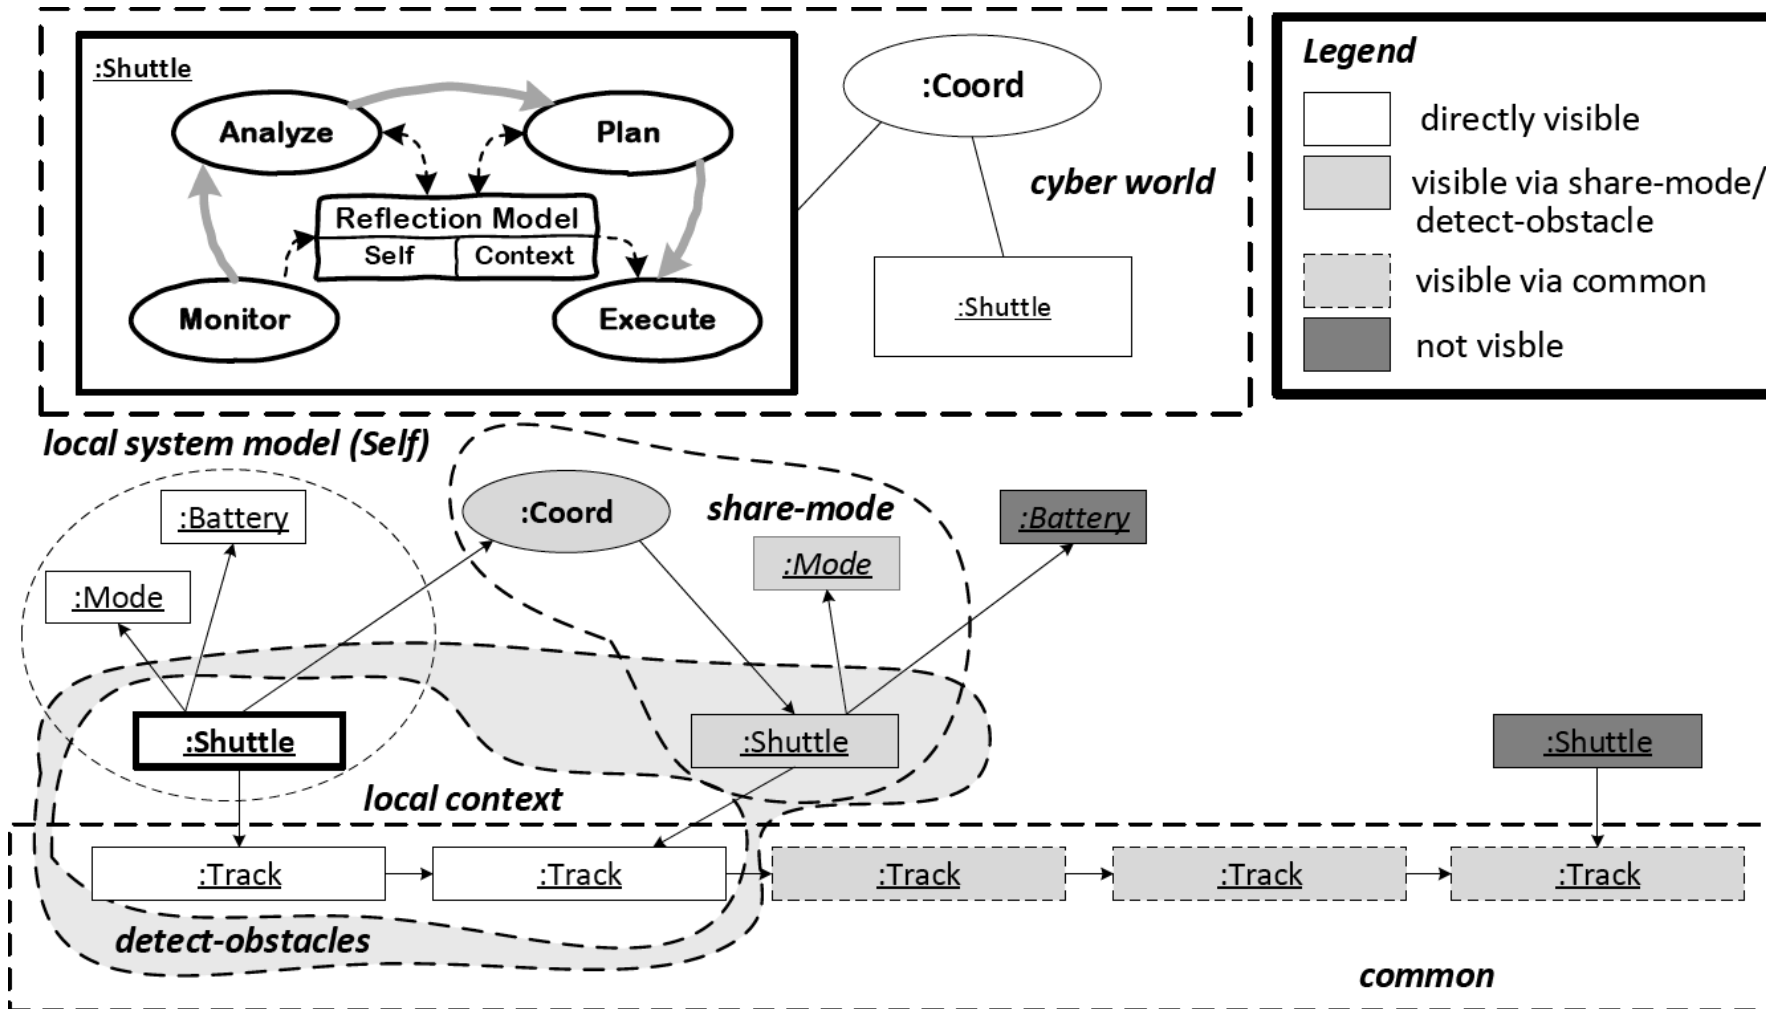 :Shuttle
Analyze
Plan
Reflection Model
Self
Context
Monitor
Execute
:Coord
cyber world
:Shuttle
Legend
directly visible
visible via share-mode/
detect-obstacle
visible via common
not visble
local system model (Self)
:Battery
:Mode
:Coord
share-mode
:Mode
:Battery
:Shuttle
:Shuttle
:Shuttle
local context
:Track
:Track
:Track
:Track
:Track
detect-obstacles
common